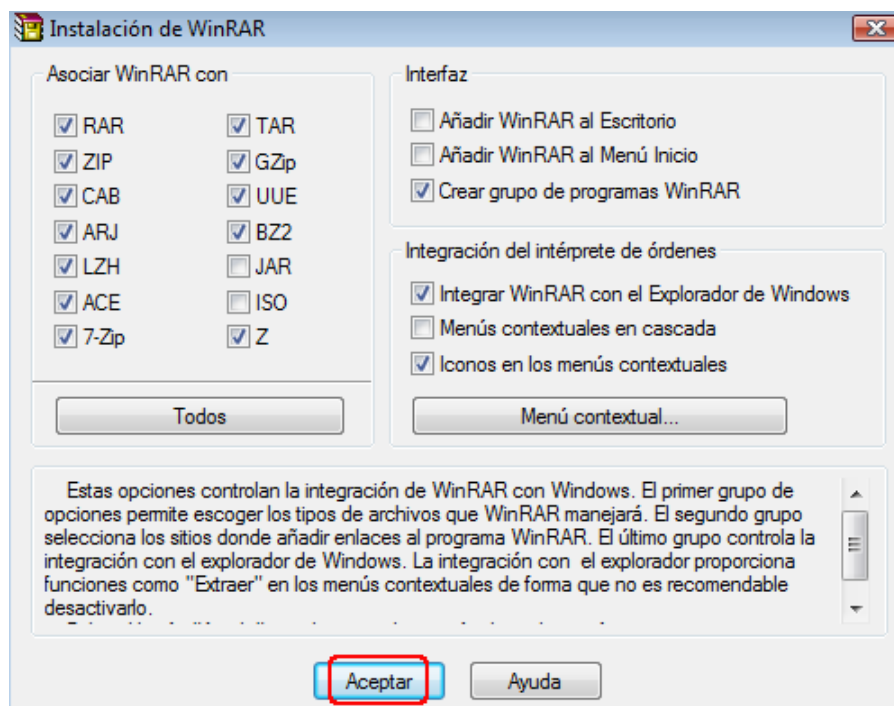 Instalación de WinRAR
Asociar WinRAR con
RAR
TAR
ZIP
GZip
CAB
UUE
ARJ
BZ2
LZH
JAR
ACE
ISO
7-Zip
Z
Todos
Interfaz
Añadir WinRAR al Escritorio
Añadir WinRAR al Menú Inicio
Crear grupo de programas WinRAR
Integración del intérprete de órdenes
Integrar WinRAR con el Explorador de Windows
Menús contextuales en cascada
Iconos en los menús contextuales
Menú contextual...
Estas opciones controlan la integración de WinRAR con Windows. El primer grupo de
opciones permite escoger los tipos de archivos que WinRAR manejará. El segundo grupo
selecciona los sitios donde añadir enlaces al programa WinRAR. El último grupo controla la
integración con el explorador de Windows. La integración con el explorador proporciona
funciones como "Extraer" en los menús contextuales de forma que no es recomendable
desactivarlo.
Aceptar
Ayuda